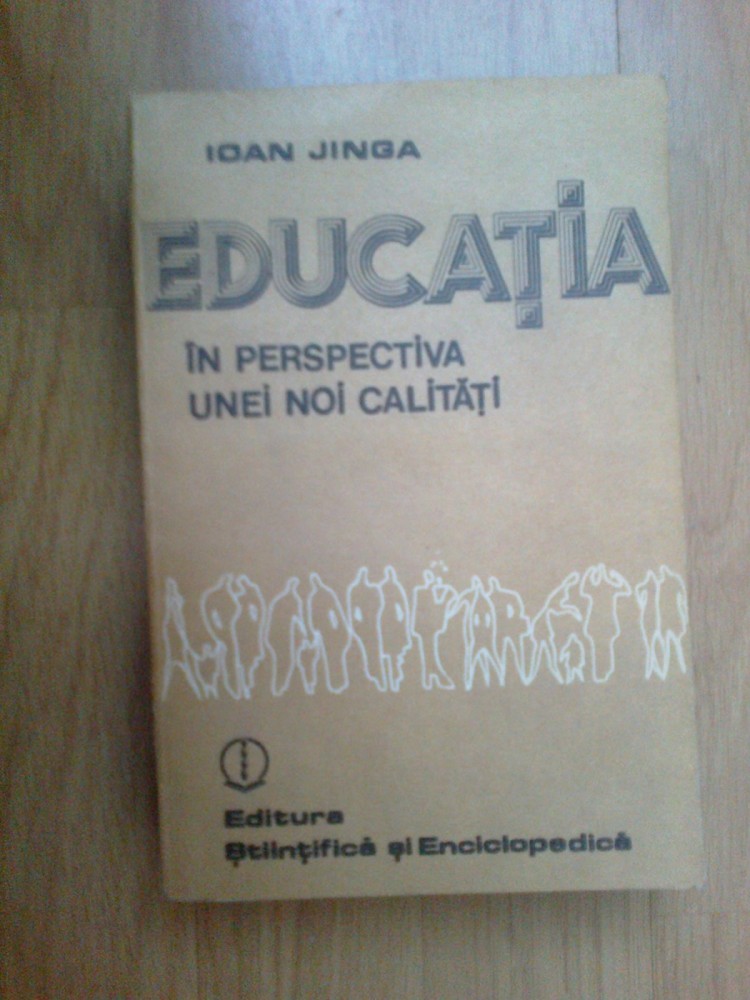 IOAN JINGA
EDUCAȚIA
ÎN PERSPECTIVA
UNEI NOI CALITĂȚI
Editura
Științifică și Enciclopedică